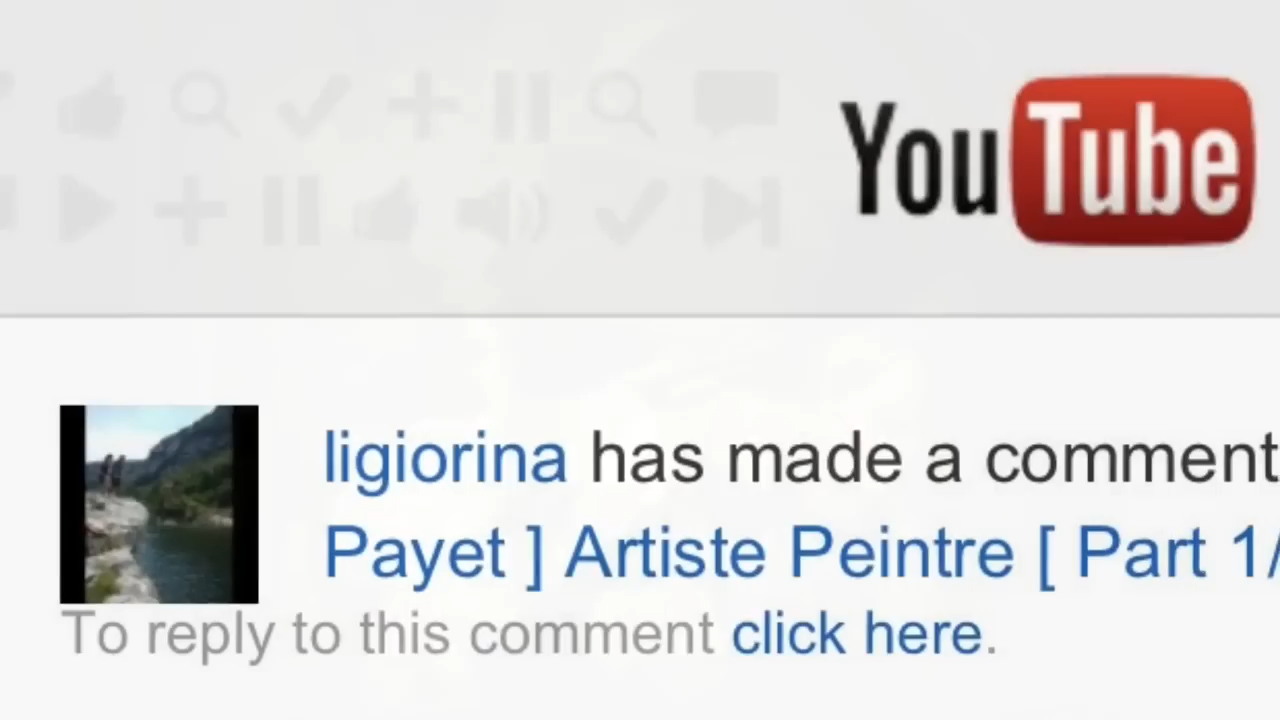 YouTube
ligiorina has made a comment
Payet ] Artiste Peintre [ Part 1/
To reply to this comment click here.